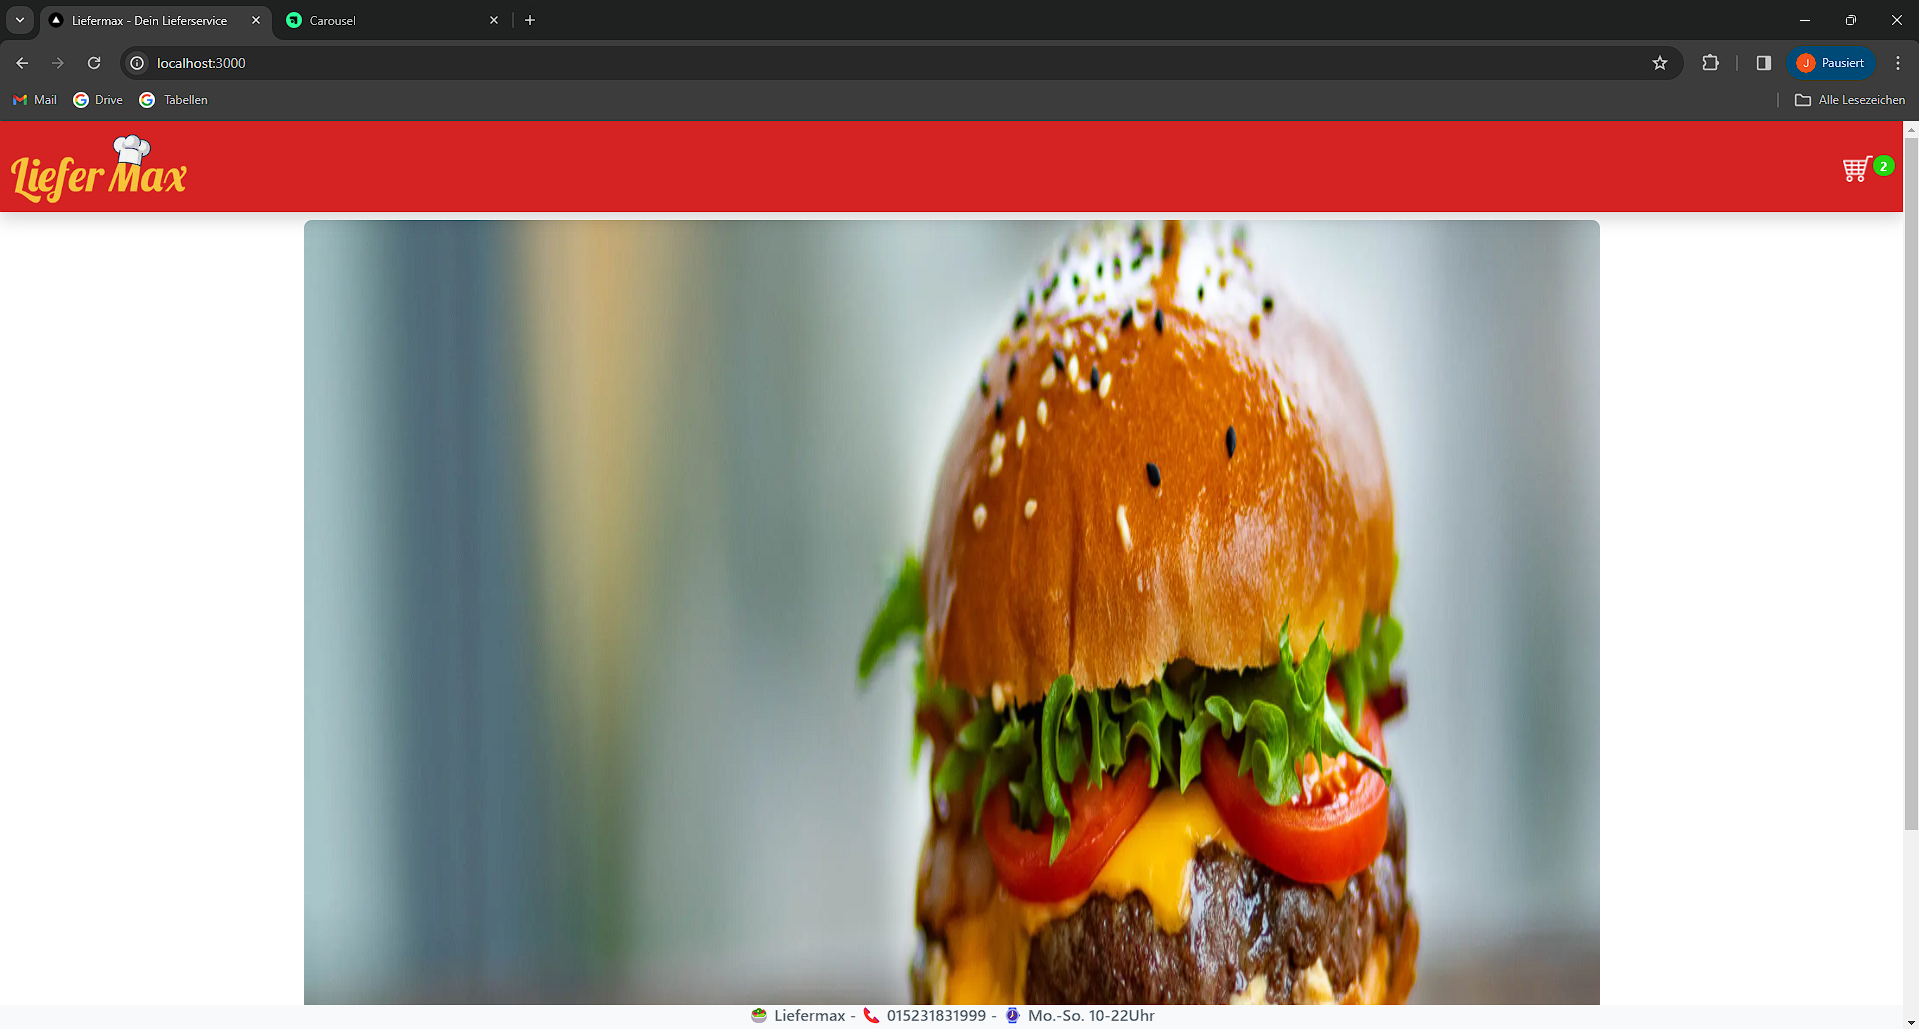 Liefermax - Dein Lieferservice
Carousel
localhost:3000
J Pausiert
Mail Drive Tabellen Alle Lesezeichen
Liefer Max
2
Liefermax - 015231831999 - Mo.-So. 10-22Uhr